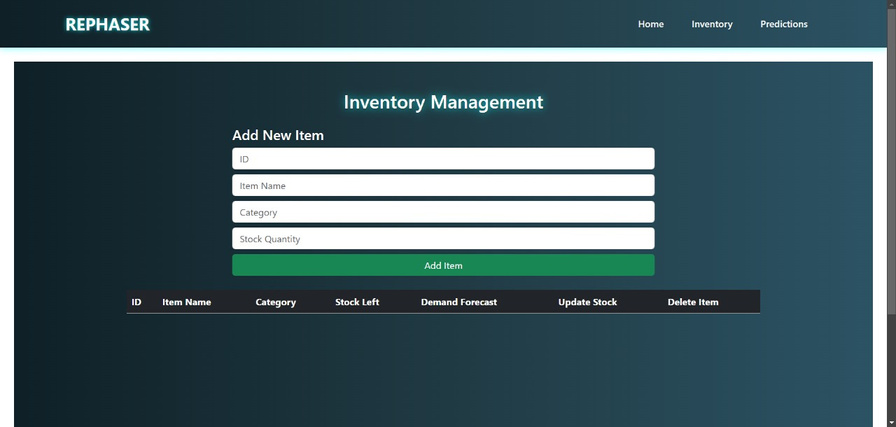 REPHASER Home Inventory Predictions
Inventory Management
Add New Item
ID
Item Name
Category
Stock Quantity
Add Item
ID Item Name Category Stock Left Demand Forecast Update Stock Delete Item